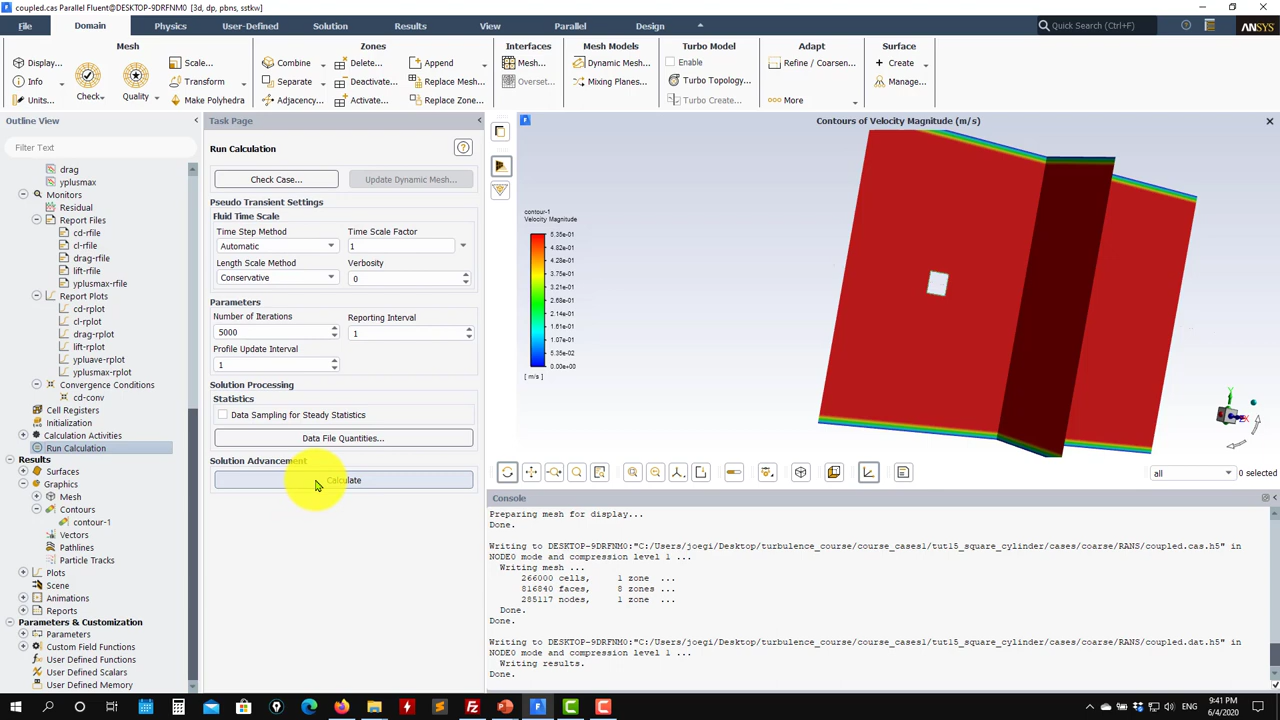 coupled.cas Parallel Fluent@DESKTOP-9DRFNM0 [3d, dp, pbns, sstkw]
File Domain Physics User-Defined Solution Results View Parallel Design Quick Search (Ctrl+F) ANSYS
Mesh Zones Interfaces Mesh Models Turbo Model Adapt Surface
Display... Scale... Combine Delete... Append Mesh... Dynamic Mesh... Enable Refine / Coarsen... Create
Info Transform Separate Deactivate... Replace Mesh... Overset... Mixing Planes... Turbo Topology... Manage...
Units... Check Quality Make Polyhedra Adjacency... Activate... Replace Zone... Turbo Create... More
Outline View
Filter Text
drag
yplusmax
Monitors
Residual
Report Files
cd-rfile
cl-rfile
drag-rfile
lift-rfile
yplusmax-rfile
Report Plots
cd-rplot
cl-rplot
drag-rplot
lift-rplot
ypluave-rplot
yplusmax-rplot
Convergence Conditions
cd-conv
Cell Registers
Initialization
Calculation Activities
Run Calculation
Results
Surfaces
Graphics
Mesh
Contours
contour-1
Vectors
Pathlines
Particle Tracks
Plots
Scene
Animations
Reports
Parameters & Customization
Parameters
Custom Field Functions
User Defined Functions
User Defined Scalars
User Defined Memory
Task Page
Run Calculation
Check Case... Update Dynamic Mesh...
Pseudo Transient Settings
Fluid Time Scale
Time Step Method Time Scale Factor
Automatic 1
Length Scale Method Verbosity
Conservative 0
Parameters
Number of Iterations Reporting Interval
5000 1
Profile Update Interval
1
Solution Processing
Statistics
Data Sampling for Steady Statistics
Data File Quantities...
Solution Advancement
Calculate
Contours of Velocity Magnitude (m/s)
contour-1
Velocity Magnitude
5.35e-01
4.82e-01
4.28e-01
3.75e-01
3.21e-01
2.68e-01
2.14e-01
1.61e-01
1.07e-01
5.35e-02
0.00e+00
[ m/s ]
Y
Z
all 0 selected
Console
Preparing mesh for display...
Done.
Writing to DESKTOP-9DRFNM0:"C:/Users/joegi/Desktop/turbulence_course/course_cases1/tut15_square_cylinder/cases/coarse/RANS/coupled.cas.h5" in
NODE0 mode and compression level 1 ...
Writing mesh ...
266000 cells, 1 zone ...
816840 faces, 8 zones ...
285117 nodes, 1 zone ...
Done.
Done.
Writing to DESKTOP-9DRFNM0:"C:/Users/joegi/Desktop/turbulence_course/course_cases1/tut15_square_cylinder/cases/coarse/RANS/coupled.dat.h5" in
NODE0 mode and compression level 1 ...
Writing results.
Done.
ENG
9:41 PM
6/4/2020